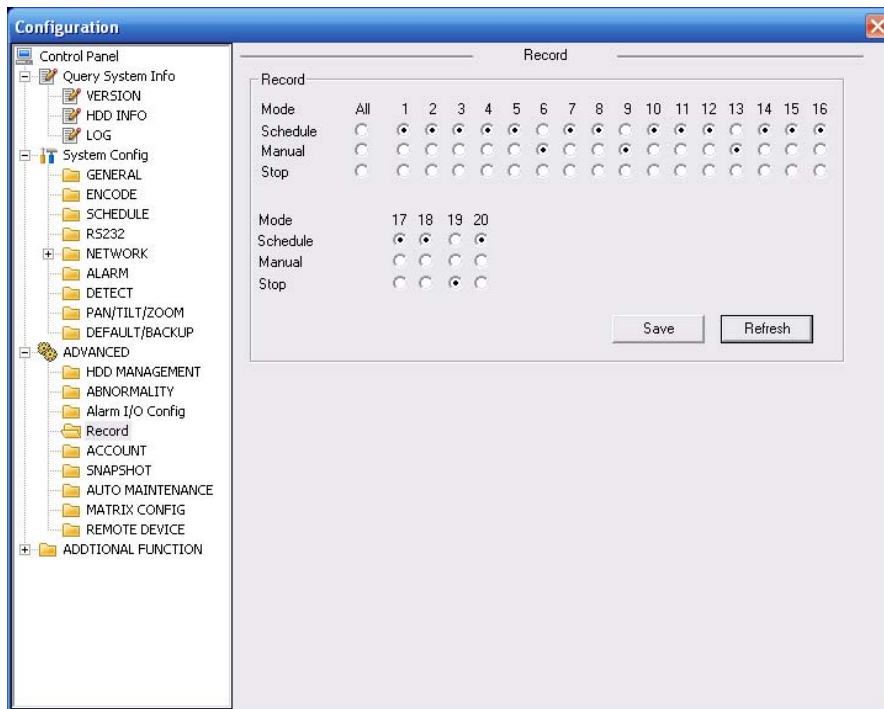 Configuration
Control Panel
Query System Info
VERSION
HDD INFO
LOG
System Config
GENERAL
ENCODE
SCHEDULE
RS232
NETWORK
ALARM
DETECT
PAN/TILT/ZOOM
DEFAULT/BACKUP
ADVANCED
HDD MANAGEMENT
ABNORMALITY
Alarm I/O Config
Record
ACCOUNT
SNAPSHOT
AUTO MAINTENANCE
MATRIX CONFIG
REMOTE DEVICE
ADDTIONAL FUNCTION
Record
Record
Mode All 1 2 3 4 5 6 7 8 9 10 11 12 13 14 15 16
Schedule
Manual
Stop
Mode 17 18 19 20
Schedule
Manual
Stop
Save Refresh